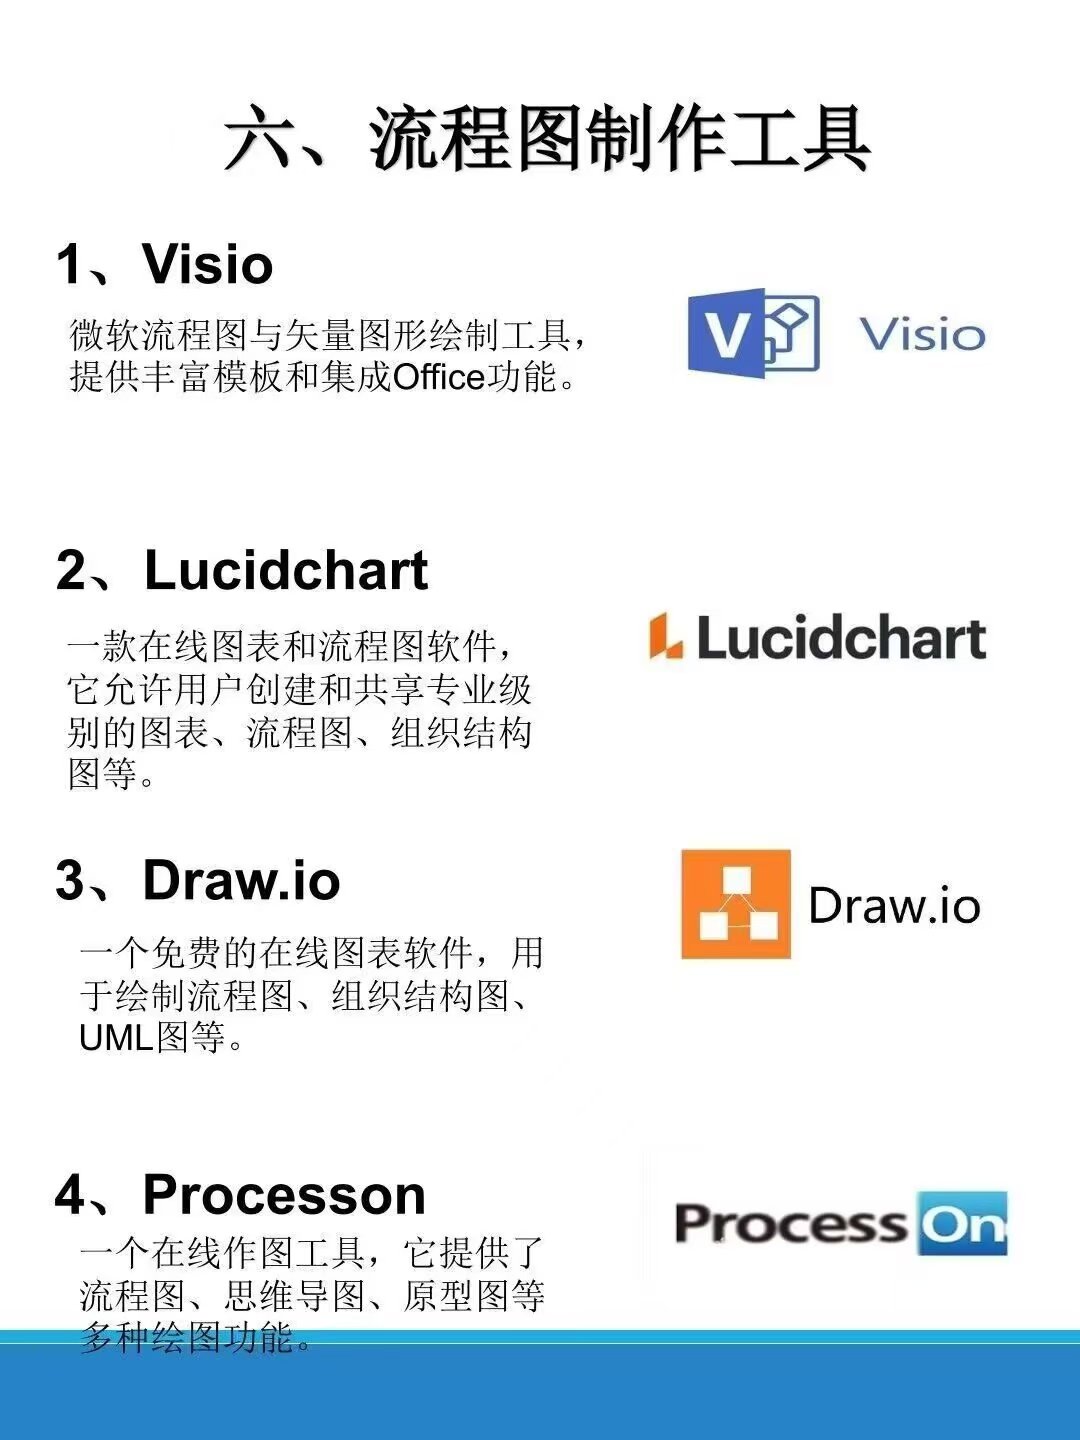 六、流程图制作工具
1、Visio
微软流程图与矢量图形绘制工具，
提供丰富模板和集成Office功能。
V Visio
2、Lucidchart
一款在线图表和流程图软件，
它允许用户创建和共享专业级
别的图表、流程图、组织结构
图等。
Lucidchart
3、Draw.io
一个免费的在线图表软件，用
于绘制流程图、组织结构图、
UML图等。
Draw.io
4、Processon
一个在线作图工具，它提供了
流程图、思维导图、原型图等
多种绘图功能。
Process On